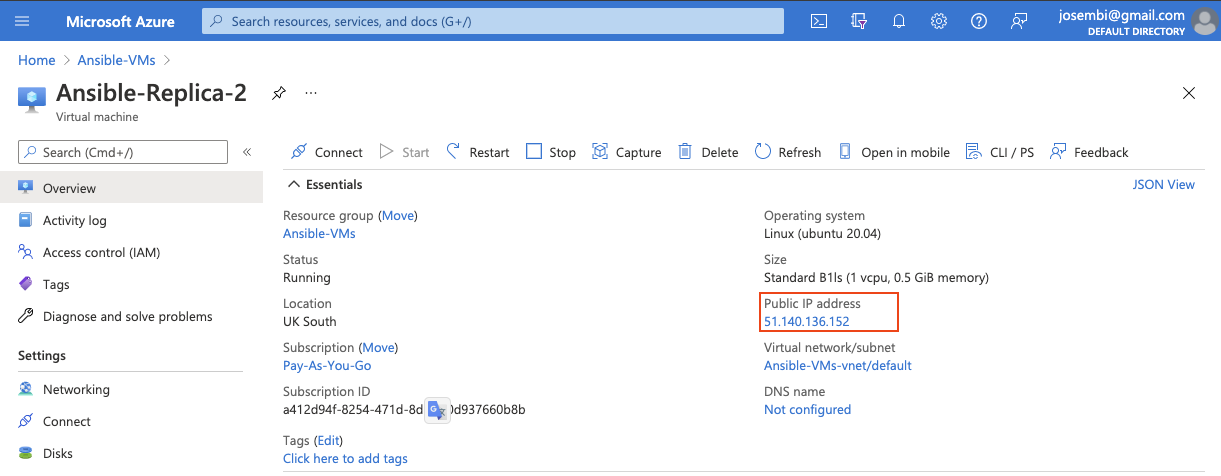 Microsoft Azure
Search resources, services, and docs (G+/)
josembi@gmail.com
DEFAULT DIRECTORY
Home > Ansible-VMs >
Ansible-Replica-2
Virtual machine
Search (Cmd+/)
Connect Start Restart Stop Capture Delete Refresh Open in mobile CLI / PS Feedback
Overview
Activity log
Access control (IAM)
Tags
Diagnose and solve problems
Settings
Networking
Connect
Disks
Essentials
JSON View
Resource group (Move)
Ansible-VMs
Status
Running
Location
UK South
Subscription (Move)
Pay-As-You-Go
Subscription ID
a412d94f-8254-471d-8d 0d937660b8b
Tags (Edit)
Click here to add tags
Operating system
Linux (ubuntu 20.04)
Size
Standard B1ls (1 vcpu, 0.5 GiB memory)
Public IP address
51.140.136.152
Virtual network/subnet
Ansible-VMs-vnet/default
DNS name
Not configured